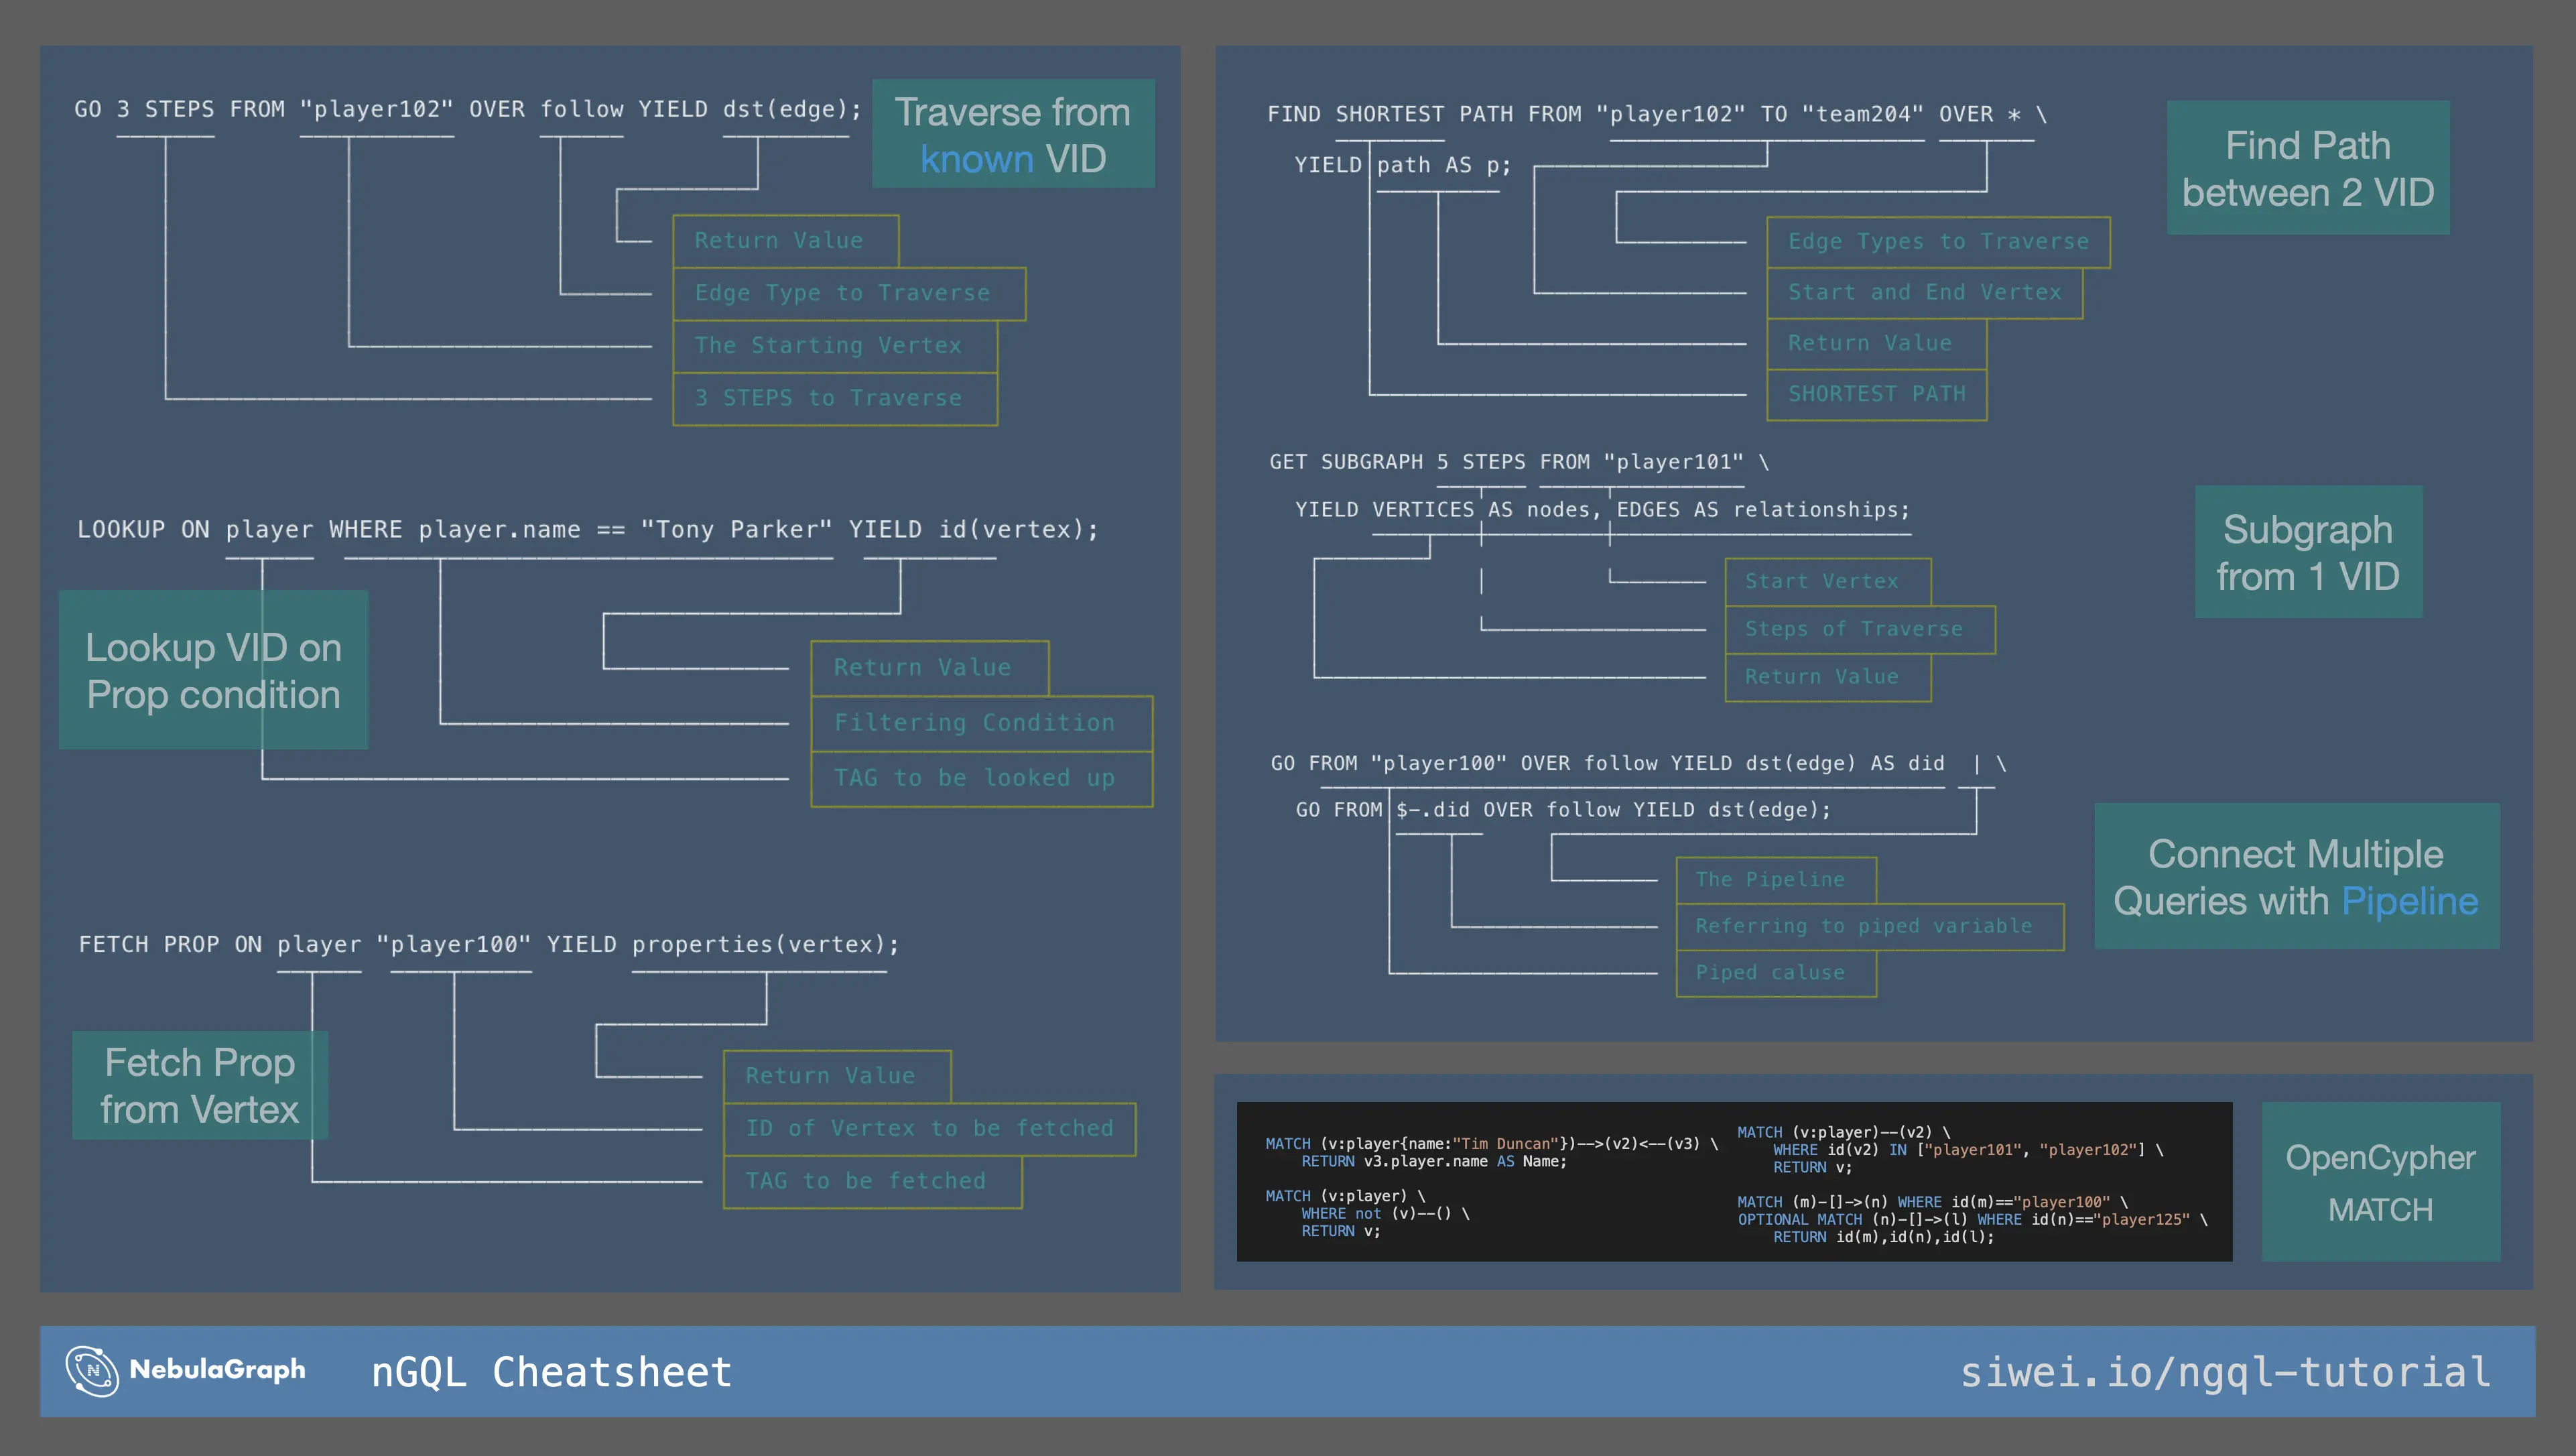 GO 3 STEPS FROM "player102" OVER follow YIELD dst(edge);
Traverse from
known VID
Return Value
Edge Type to Traverse
The Starting Vertex
3 STEPS to Traverse
LOOKUP ON player WHERE player.name == "Tony Parker" YIELD id(vertex);
Lookup VID on
Prop condition
Return Value
Filtering Condition
TAG to be looked up
FETCH PROP ON player "player100" YIELD properties(vertex);
Fetch Prop
from Vertex
Return Value
ID of Vertex to be fetched
TAG to be fetched
FIND SHORTEST PATH FROM "player102" TO "team204" OVER * \
YIELD path AS p;
Find Path
between 2 VID
Edge Types to Traverse
Start and End Vertex
Return Value
SHORTEST PATH
GET SUBGRAPH 5 STEPS FROM "player101" \
YIELD VERTICES AS nodes, EDGES AS relationships;
Subgraph
from 1 VID
Start Vertex
Steps of Traverse
Return Value
GO FROM "player100" OVER follow YIELD dst(edge) AS did | \
GO FROM $-.did OVER follow YIELD dst(edge);
Connect Multiple
Queries with Pipeline
The Pipeline
Referring to piped variable
Piped caluse
MATCH (v:player{name:"Tim Duncan"})-->(v2)<--(v3) \
RETURN v3.player.name AS Name;
MATCH (v:player) \
WHERE not (v)--() \
RETURN v;
MATCH (v:player)--(v2) \
WHERE id(v2) IN ["player101", "player102"] \
RETURN v;
MATCH (m)-[]->(n) WHERE id(m)=="player100" \
OPTIONAL MATCH (n)-[]->(l) WHERE id(n)=="player125" \
RETURN id(m),id(n),id(l);
OpenCypher
MATCH
N NebulaGraph
nGQL Cheatsheet
siwei.io/ngql-tutorial